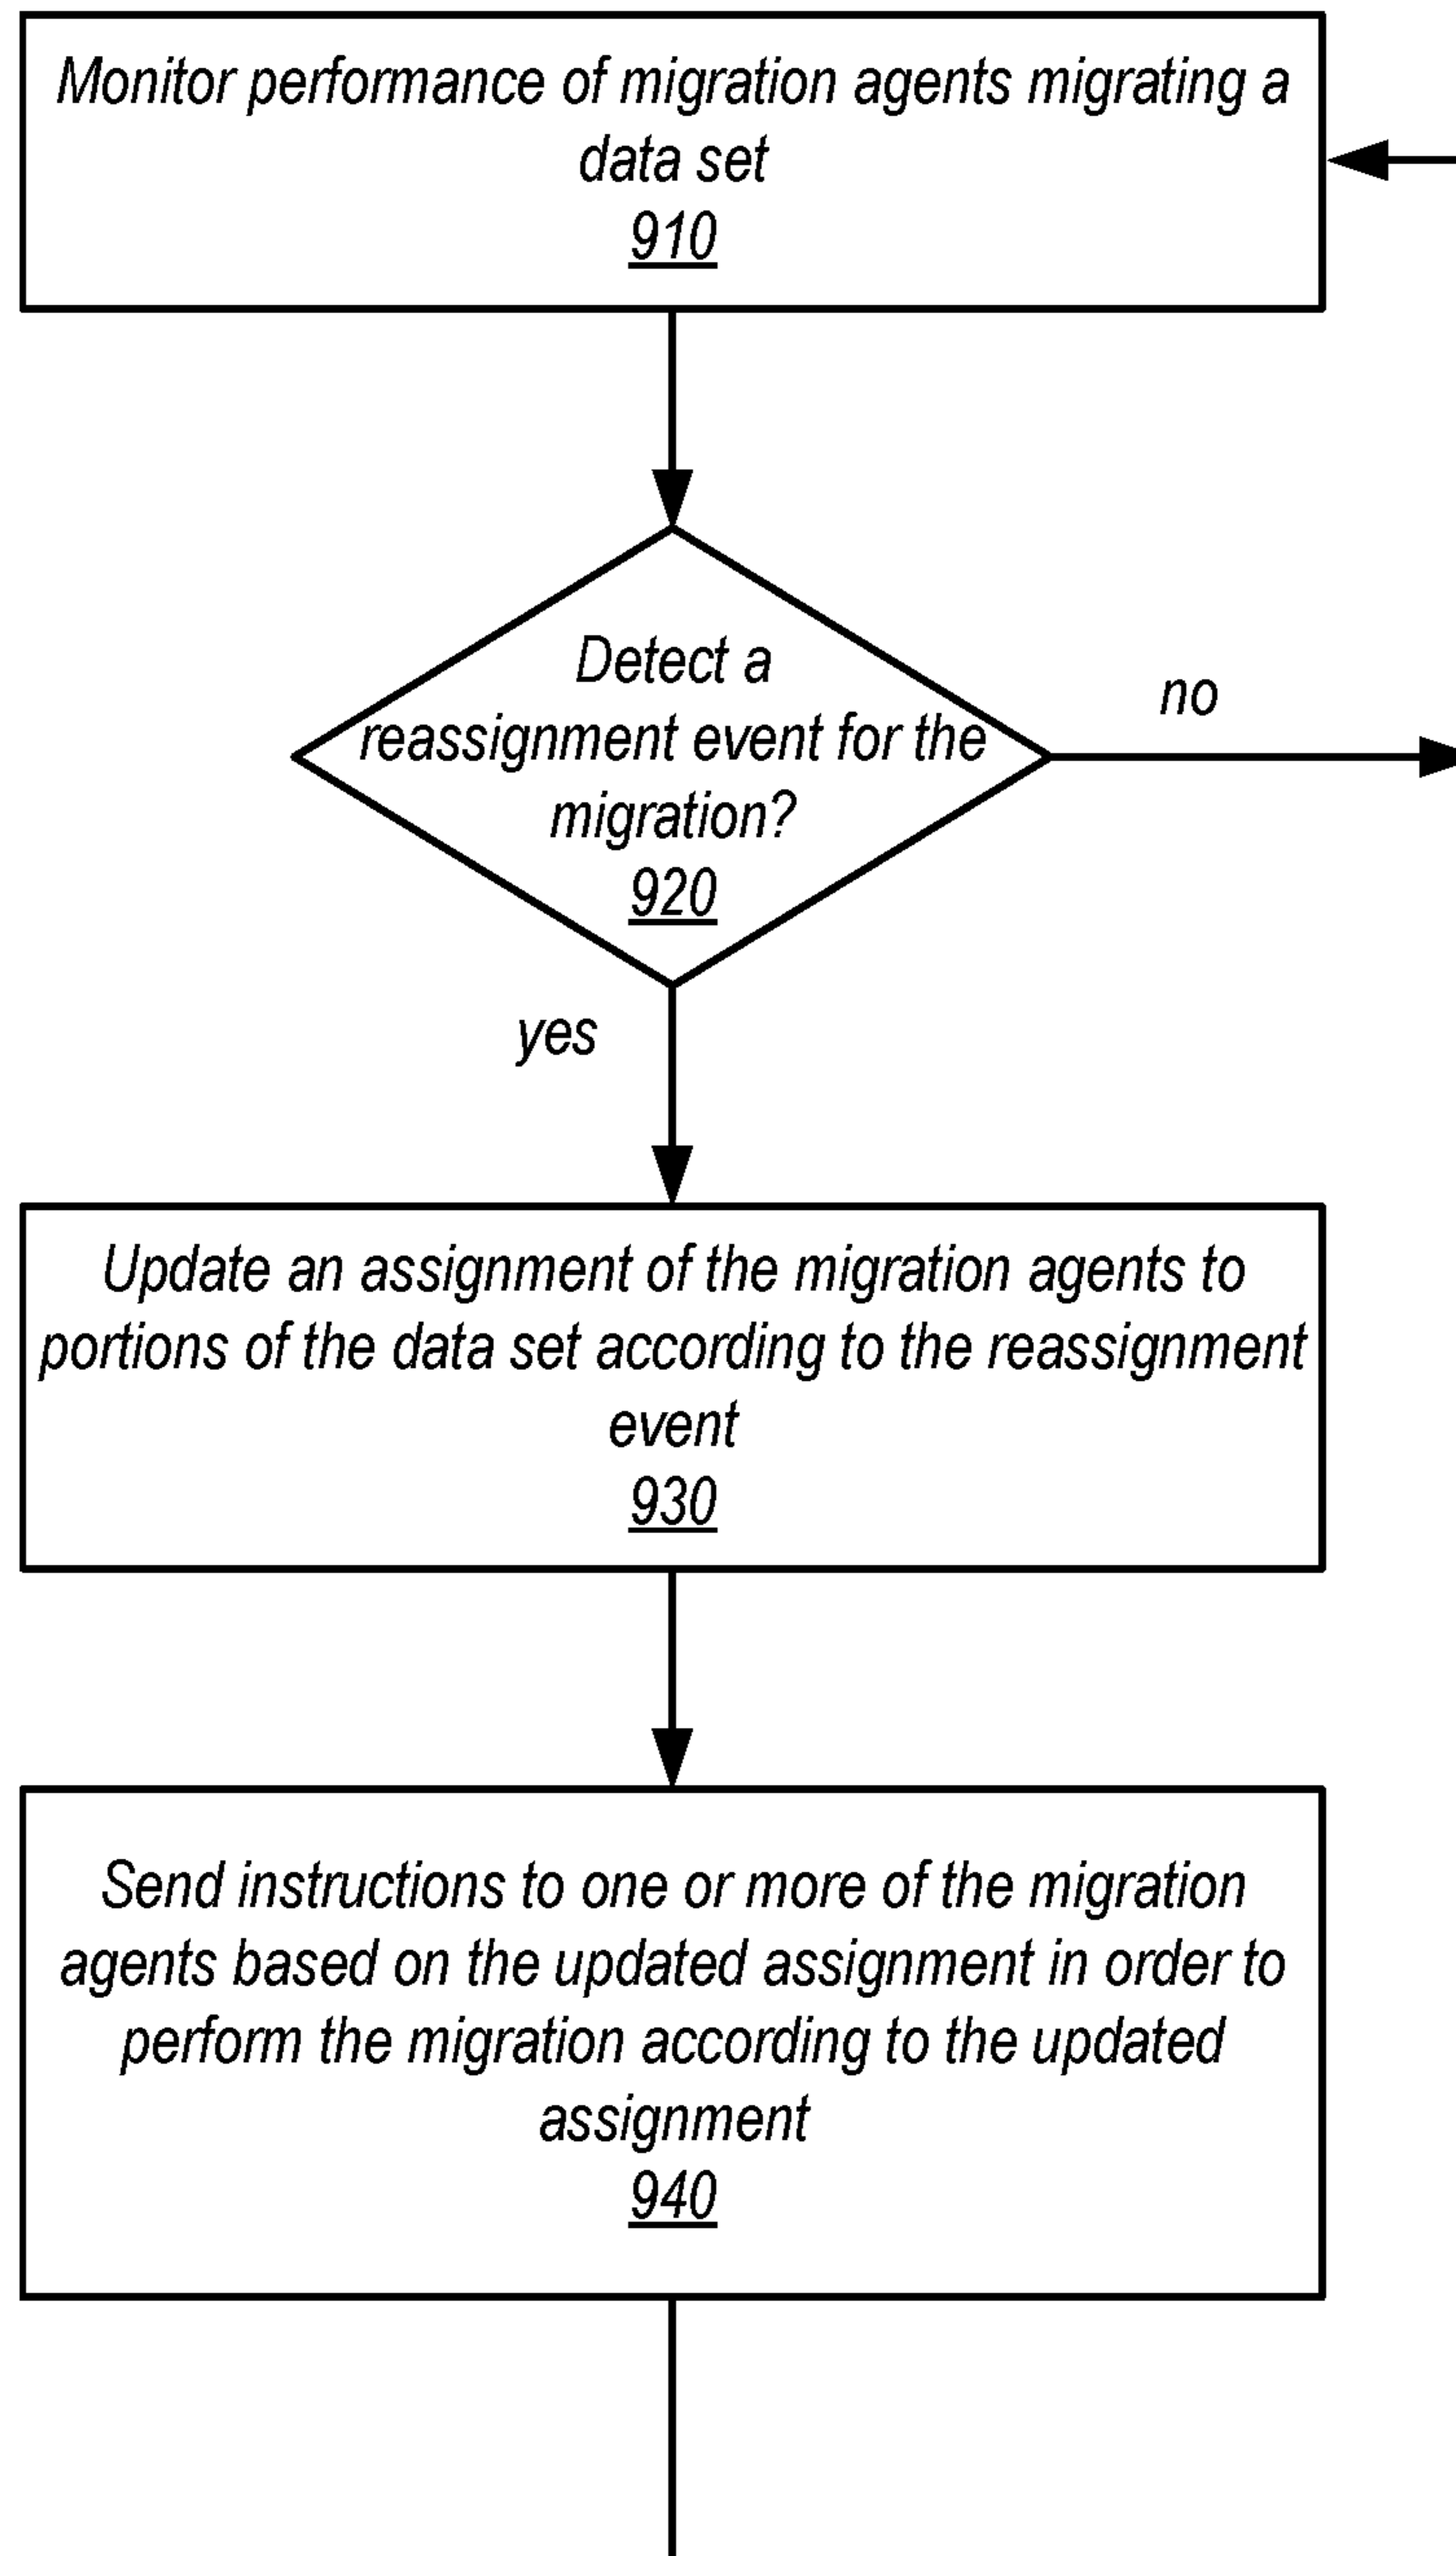 Monitor performance of migration agents migrating a
data set
910
Detect a
reassignment event for the
migration?
920
no
yes
Update an assignment of the migration agents to
portions of the data set according to the reassignment
event
930
Send instructions to one or more of the migration
agents based on the updated assignment in order to
perform the migration according to the updated
assignment
940